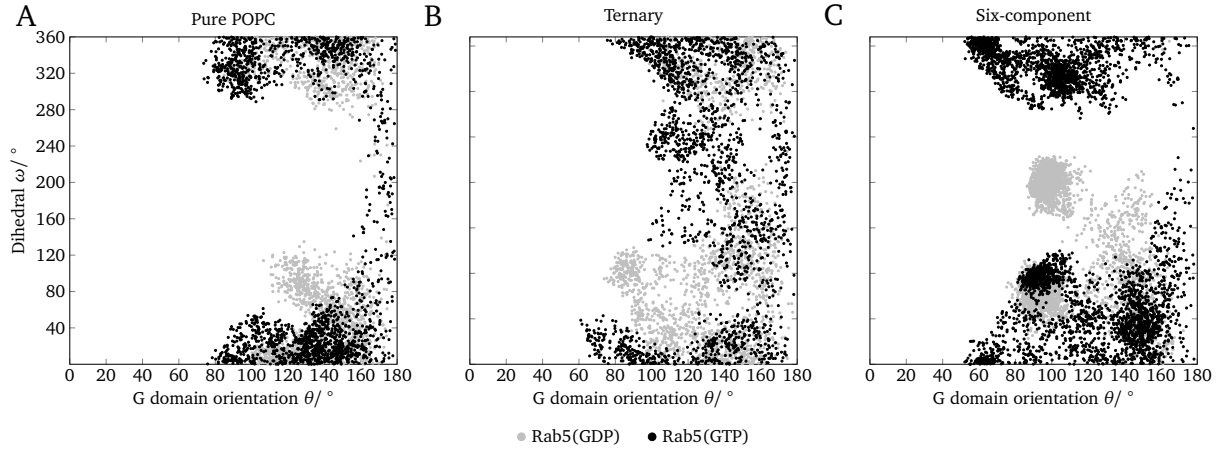 A
Pure POPC
B
Ternary
C
Six-component
Dihedral ω/ °
360
320
280
240
200
160
120
80
40
0 20 40 60 80 100 120 140 160 180
0 20 40 60 80 100 120 140 160 180
0 20 40 60 80 100 120 140 160 180
G domain orientation θ/ °
G domain orientation θ/ °
G domain orientation θ/ °
Rab5(GDP) Rab5(GTP)